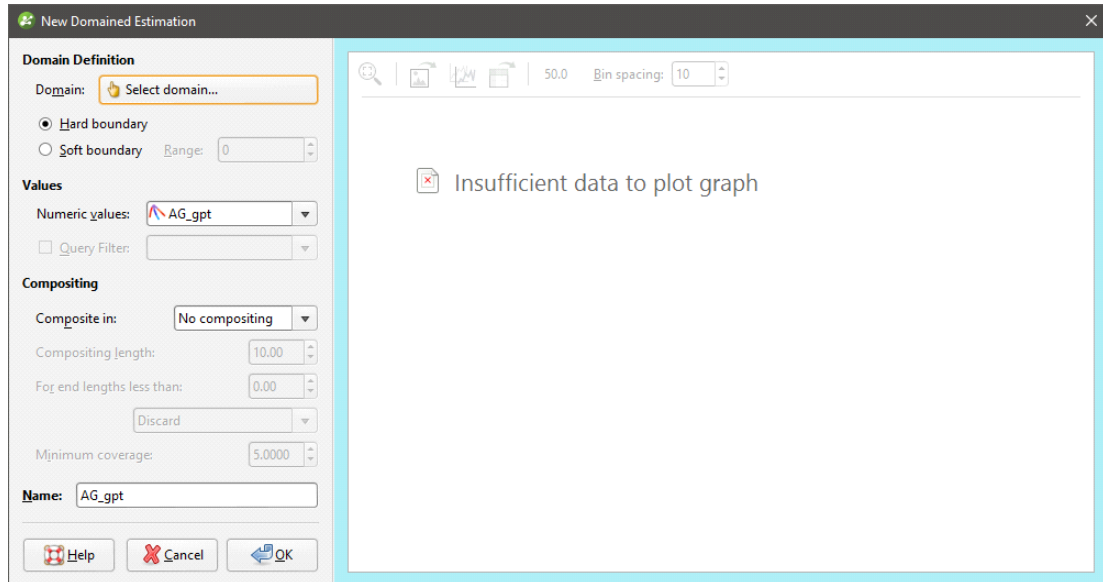 New Domained Estimation
Domain Definition
Domain: Select domain...
Hard boundary
Soft boundary Range: 0
Values
Numeric values: AG_gpt
Query Filter:
Compositing
Composite in: No compositing
Compositing length: 10.00
For end lengths less than: 0.00
Discard
Minimum coverage: 5.0000
Name: AG_gpt
Help Cancel OK
50.0 Bin spacing: 10
Insufficient data to plot graph